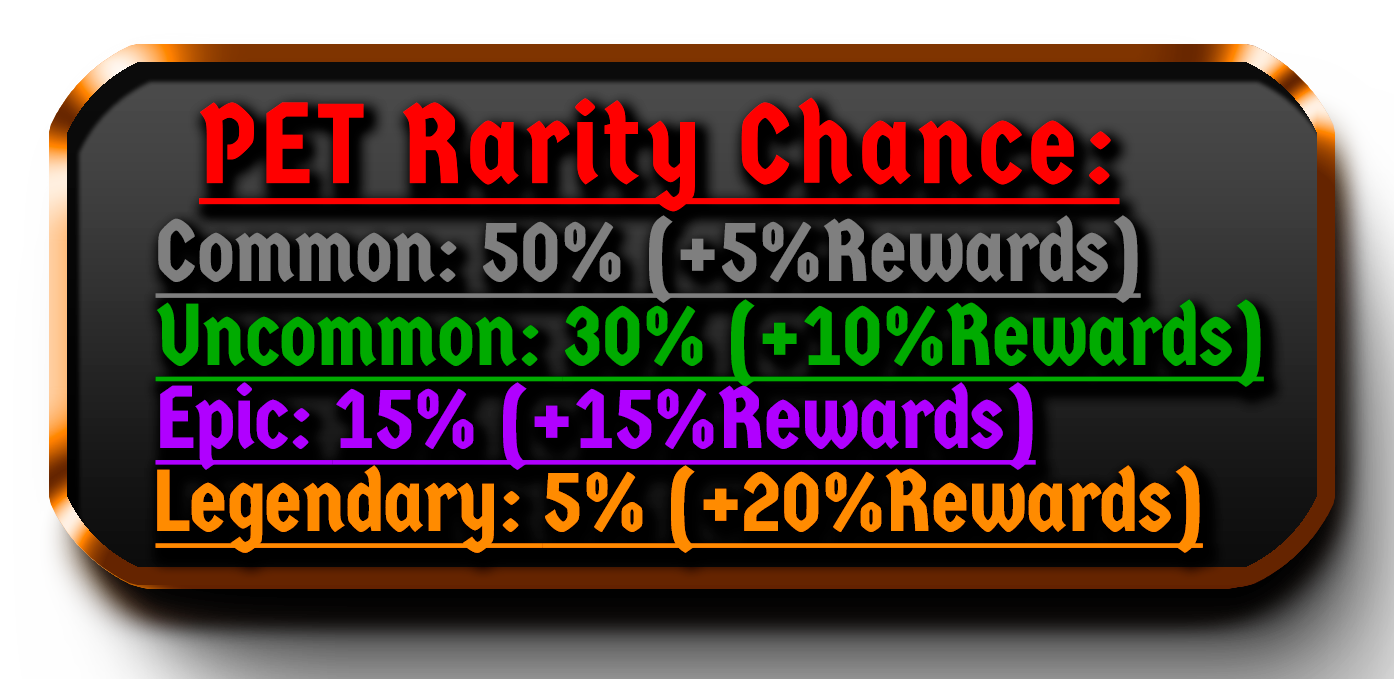 PET Rarity Chance:
Common: 50% (+5%Rewards)
Uncommon: 30% (+10%Rewards)
Epic: 15% (+15%Rewards)
Legendary: 5% (+20%Rewards)